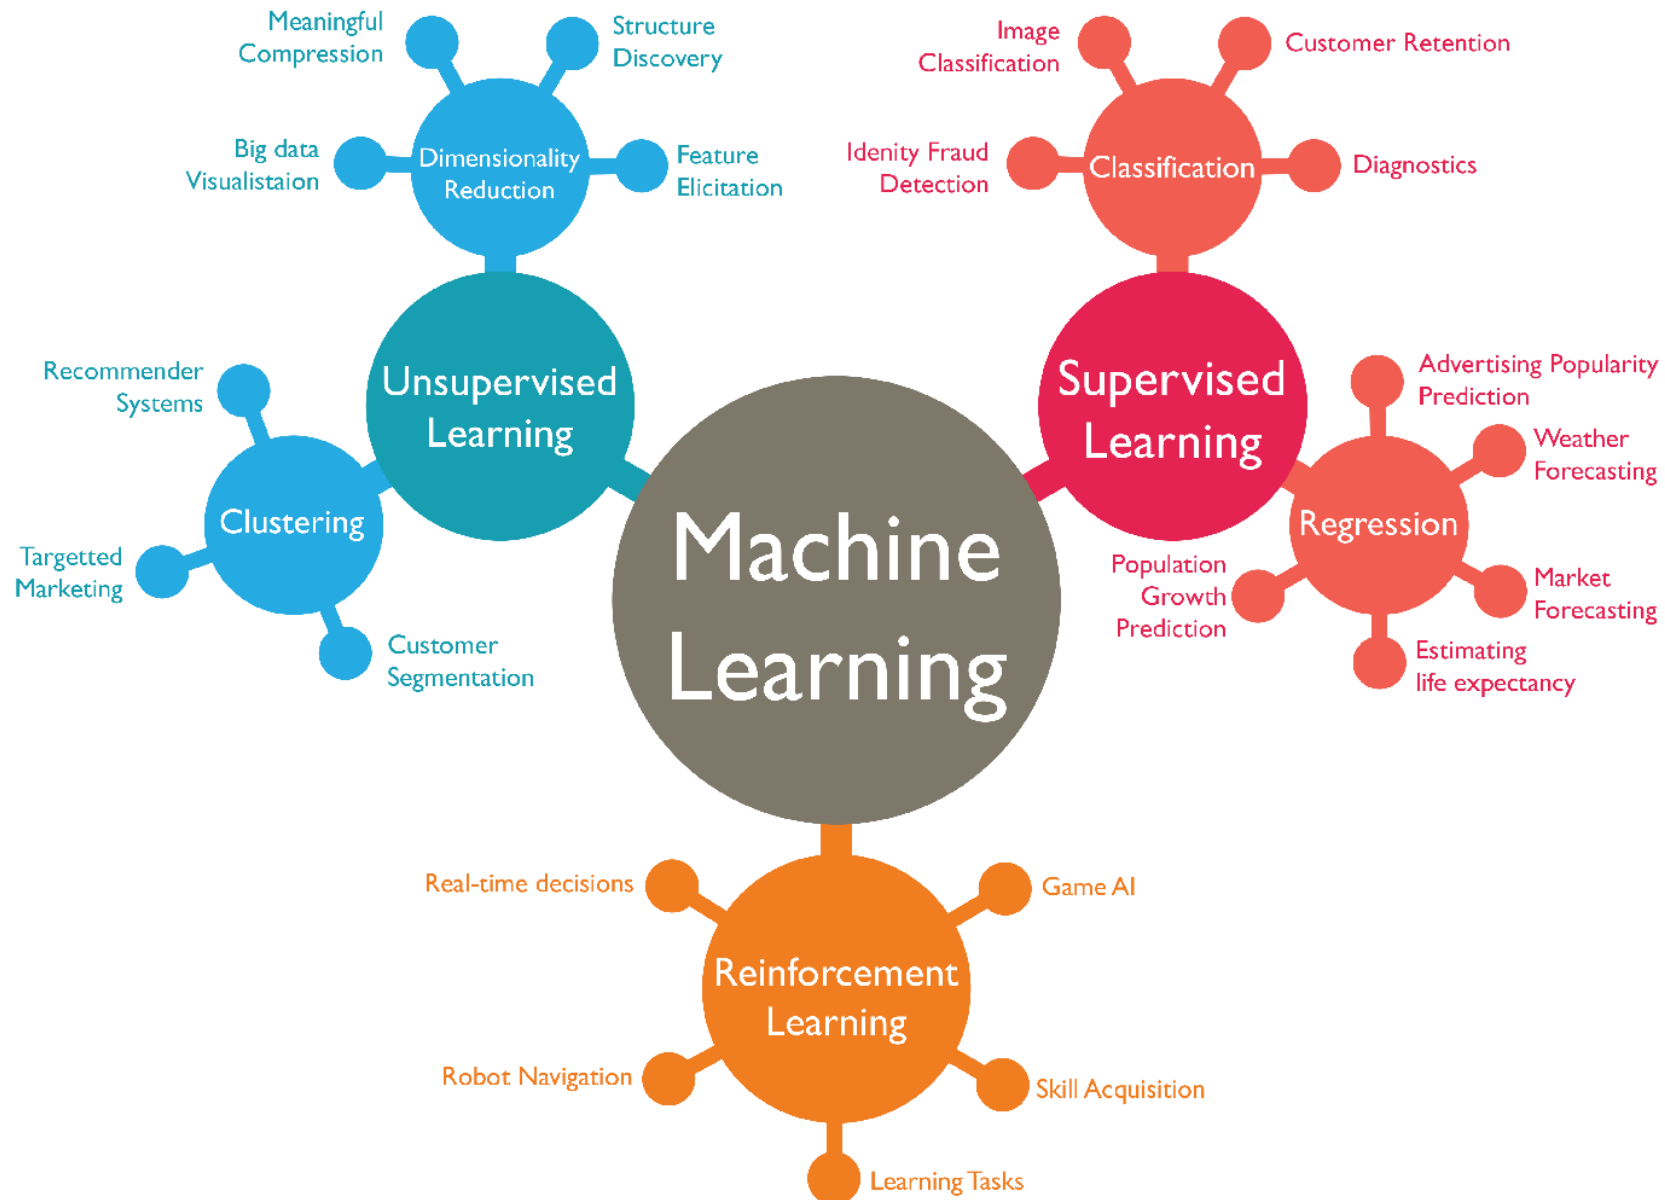 Meaningful
Compression
Structure
Discovery
Big data
Visualistaion
Dimensionality
Reduction
Feature
Elicitation
Image
Classification
Customer Retention
Idenity Fraud
Detection
Classification
Diagnostics
Unsupervised
Learning
Recommender
Systems
Clustering
Targetted
Marketing
Customer
Segmentation
Machine
Learning
Supervised
Learning
Advertising Popularity
Prediction
Weather
Forecasting
Regression
Population
Growth
Prediction
Market
Forecasting
Estimating
life expectancy
Real-time decisions
Game AI
Reinforcement
Learning
Robot Navigation
Skill Acquisition
Learning Tasks